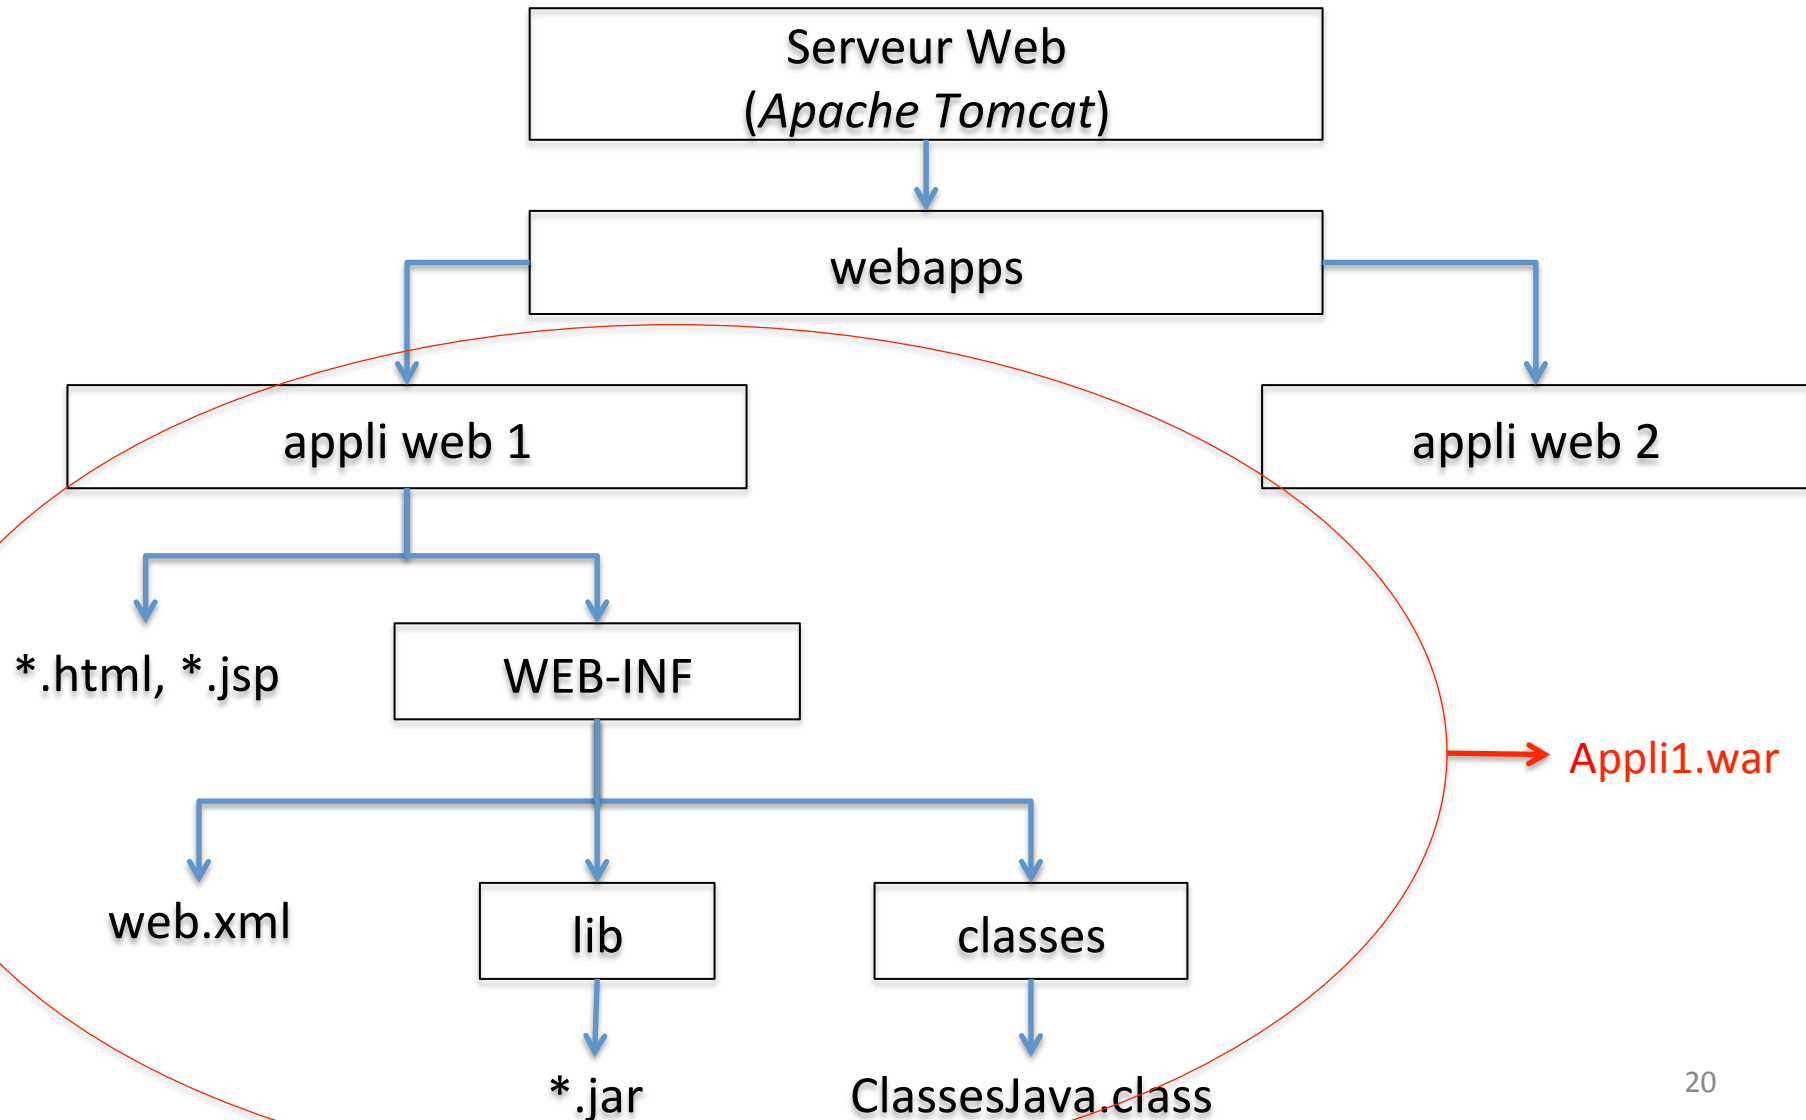 Serveur Web
(Apache Tomcat)
webapps
appli web 1
appli web 2
*.html, *.jsp
WEB-INF
Appli1.war
web.xml
lib
classes
*.jar
ClassesJava.class
20